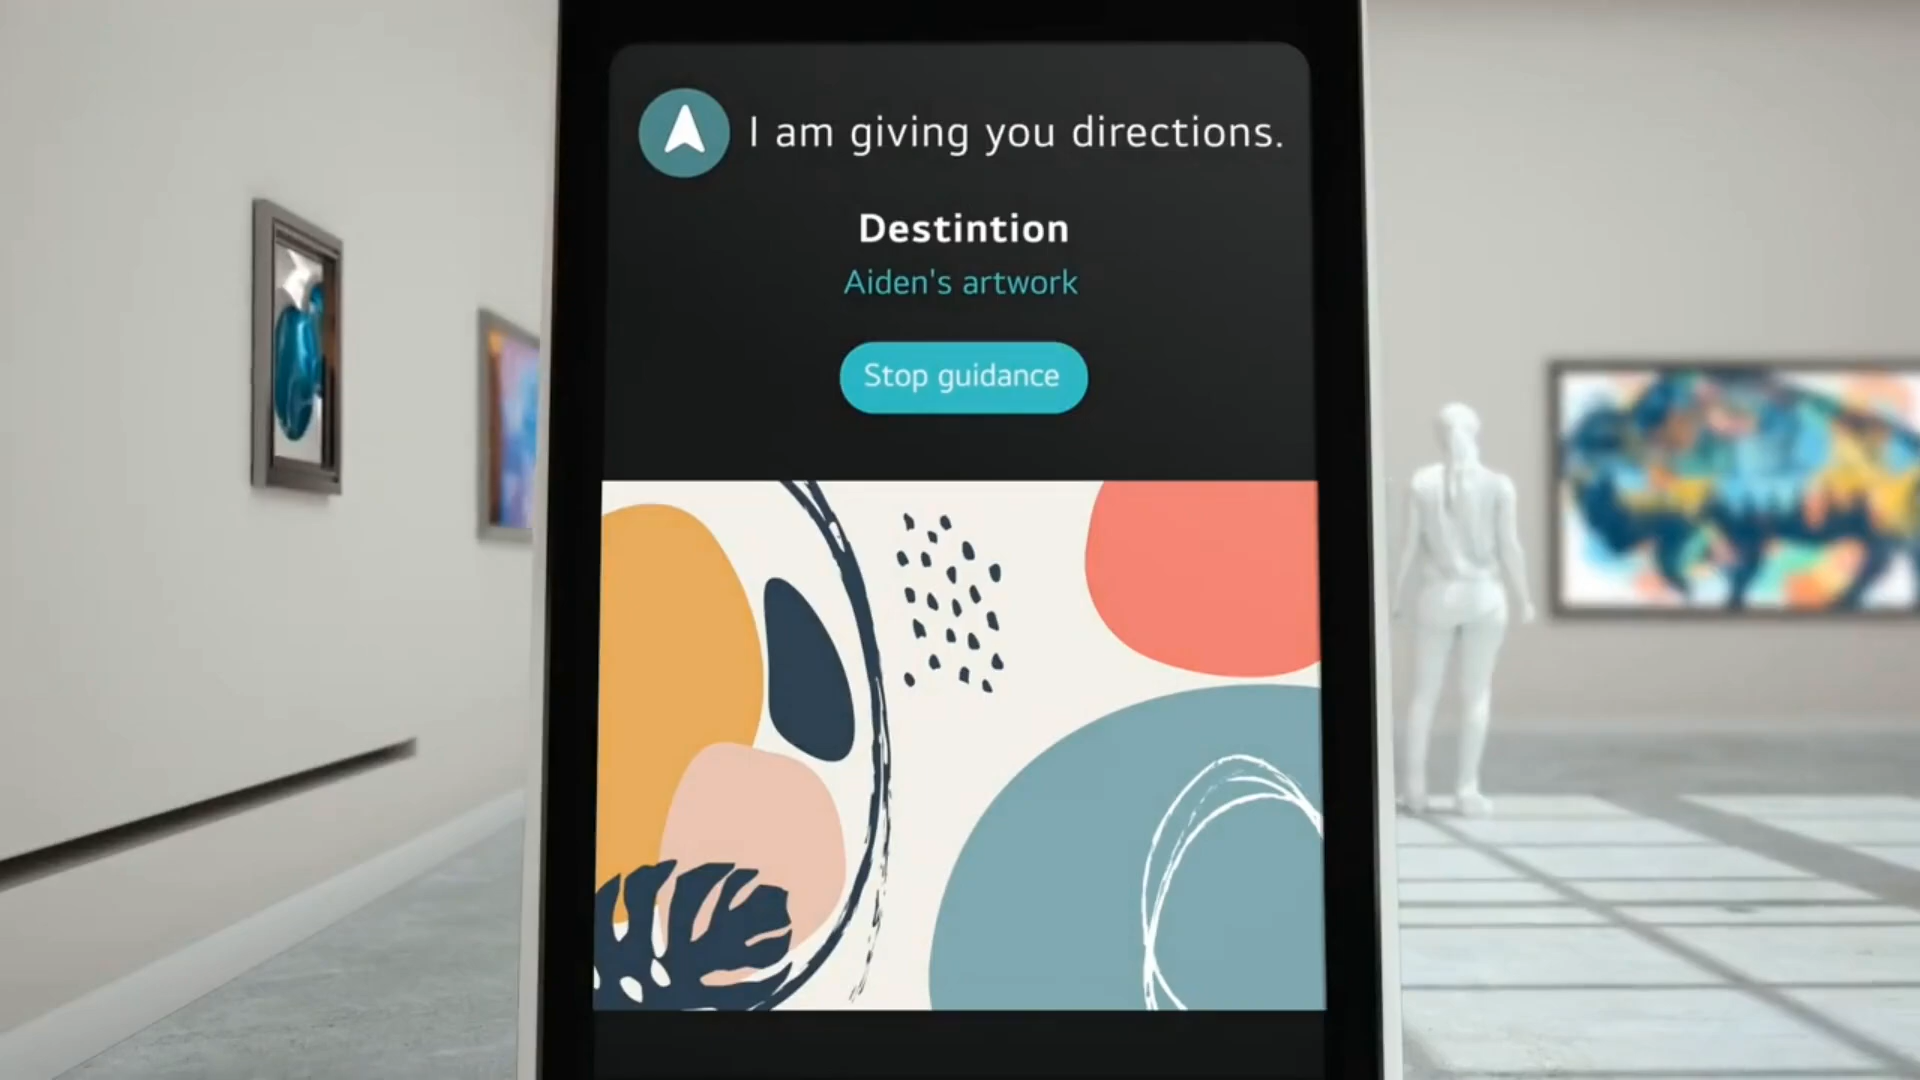 I am giving you directions.
Destintion
Aiden's artwork
Stop guidance